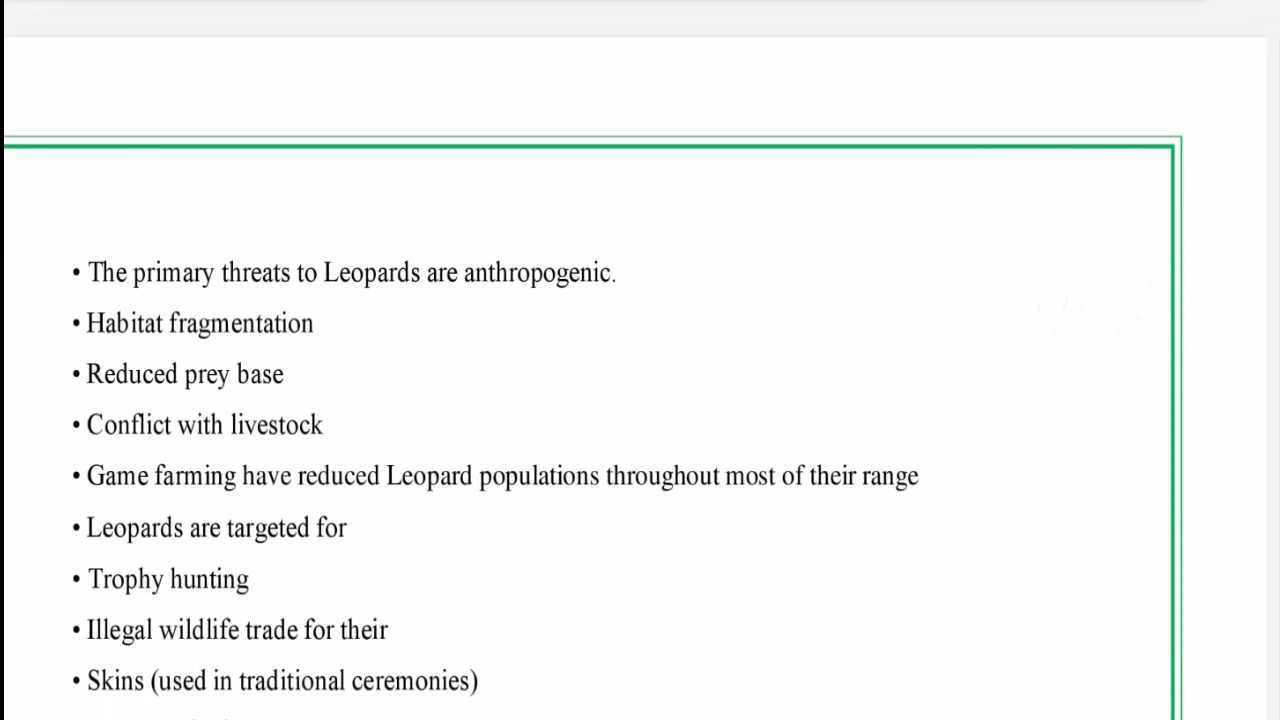 • The primary threats to Leopards are anthropogenic.
• Habitat fragmentation
• Reduced prey base
• Conflict with livestock
• Game farming have reduced Leopard populations throughout most of their range
• Leopards are targeted for
• Trophy hunting
• Illegal wildlife trade for their
• Skins (used in traditional ceremonies)